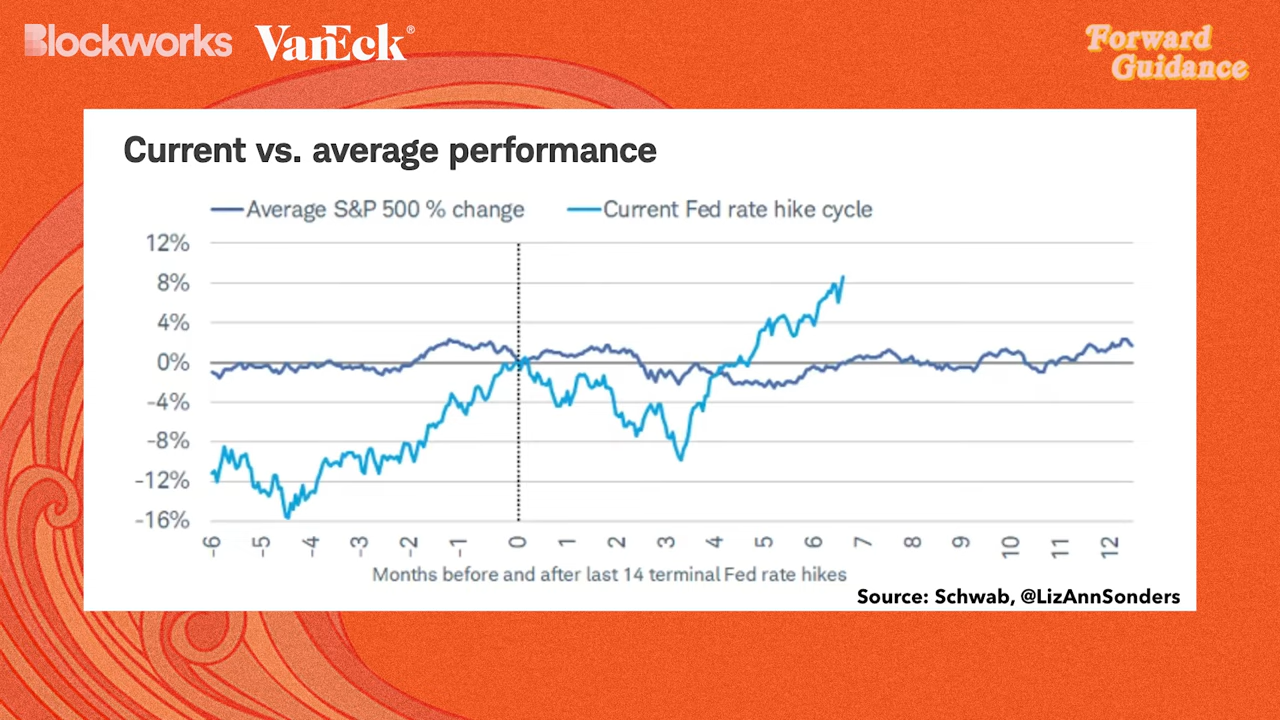 Blockworks VanEck®
Forward
Guidance
Current vs. average performance
Average S&P 500 % change Current Fed rate hike cycle
12%
8%
4%
0%
-4%
-8%
-12%
-16%
-6 -5 -4 -3 -2 -1 0 1 2 3 4 5 6 7 8 9 10 11 12
Months before and after last 14 terminal Fed rate hikes
Source: Schwab, @LizAnnSonders